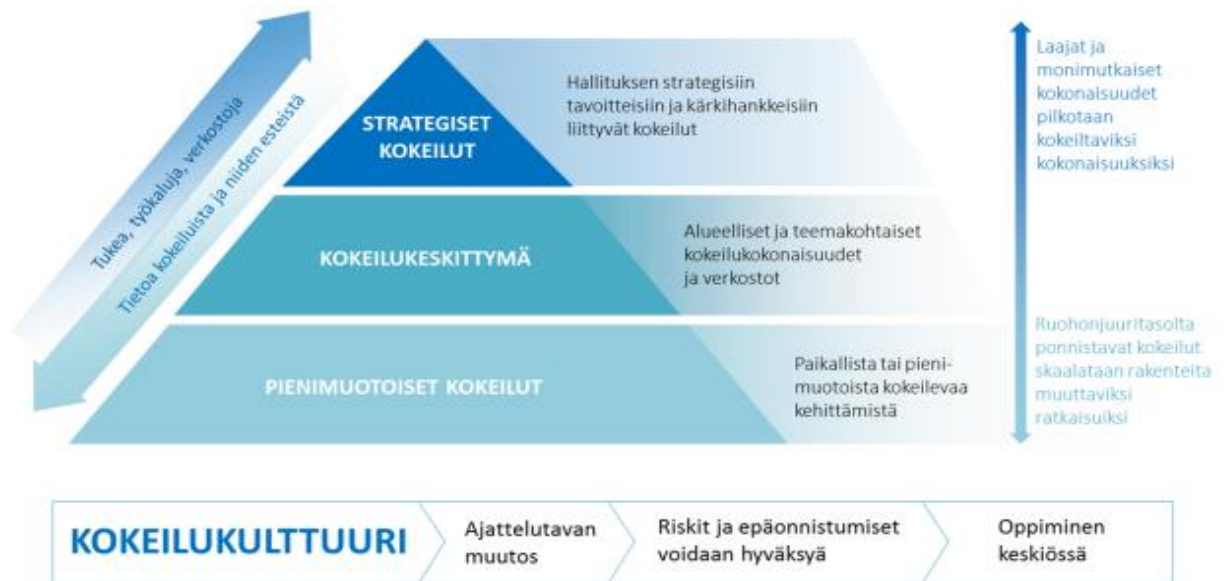 Tukea, työkaluja, verkostoja
Tietoa kokeiluista ja niiden esteistä
STRATEGISET
KOKEILUT
Hallituksen strategisiin
tavoitteisiin ja kärkihankkeisiin
liittyvät kokeilut
KOKEILUKESKITTYMÄ
Alueelliset ja teemakohtaiset
kokeilukokonaisuudet
ja verkostot
PIENIMUOTOISET KOKEILUT
Paikallista tai pieni-
muotoista kokeilevaa
kehittämistä
Laajat ja
monimutkaiset
kokonaisuudet
pilkotaan
kokeiltaviksi
kokonaisuuksiksi
Ruohonjuuritasolta
ponnistavat kokeilut
skaalataan rakenteita
muuttaviksi
ratkaisuiksi
KOKEILUKULTTUURI
Ajattelutavan
muutos
Riskit ja epäonnistumiset
voidaan hyväksyä
Oppiminen
keskiössä